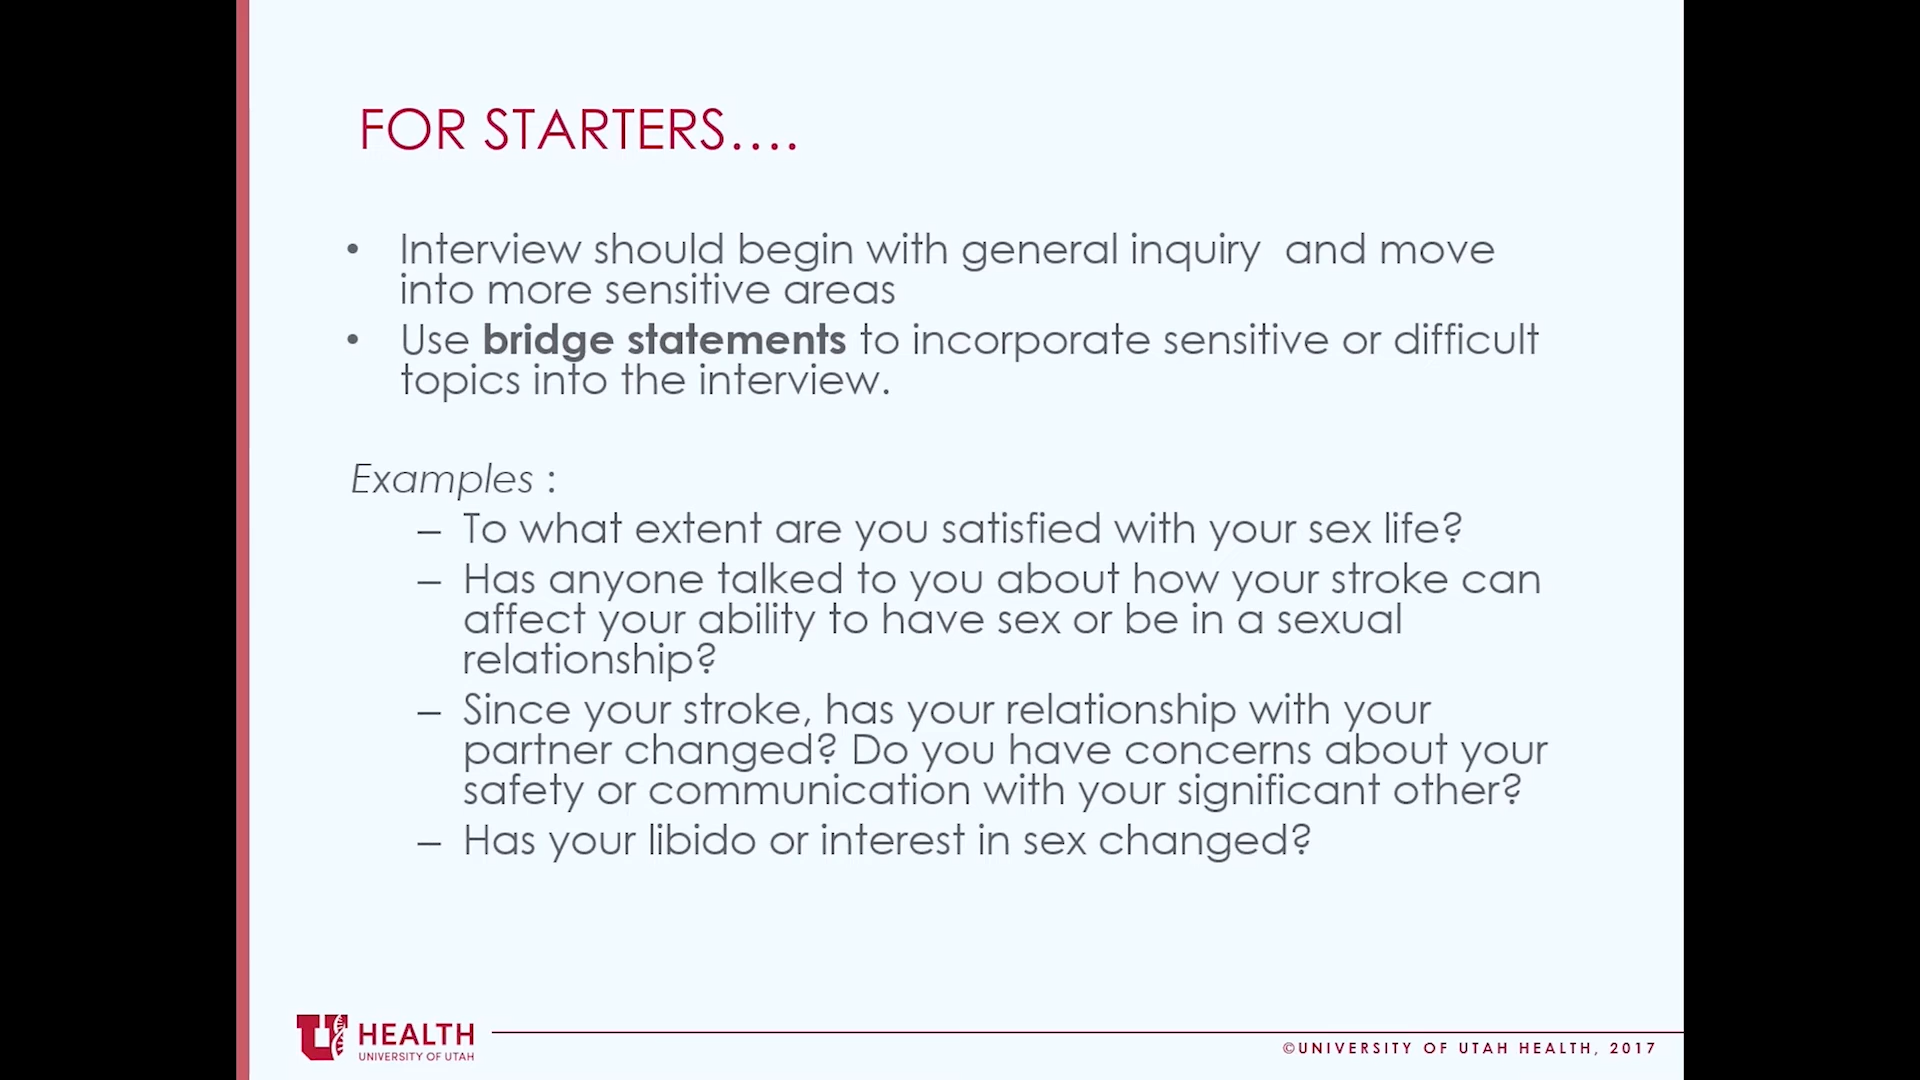 FOR STARTERS....
• Interview should begin with general inquiry  and move
into more sensitive areas
• Use bridge statements to incorporate sensitive or difficult
topics into the interview.
Examples :
– To what extent are you satisfied with your sex life?
– Has anyone talked to you about how your stroke can
affect your ability to have sex or be in a sexual
relationship?
– Since your stroke, has your relationship with your
partner changed? Do you have concerns about your
safety or communication with your significant other?
– Has your libido or interest in sex changed?
U HEALTH
UNIVERSITY OF UTAH
©UNIVERSITY OF UTAH HEALTH, 2017